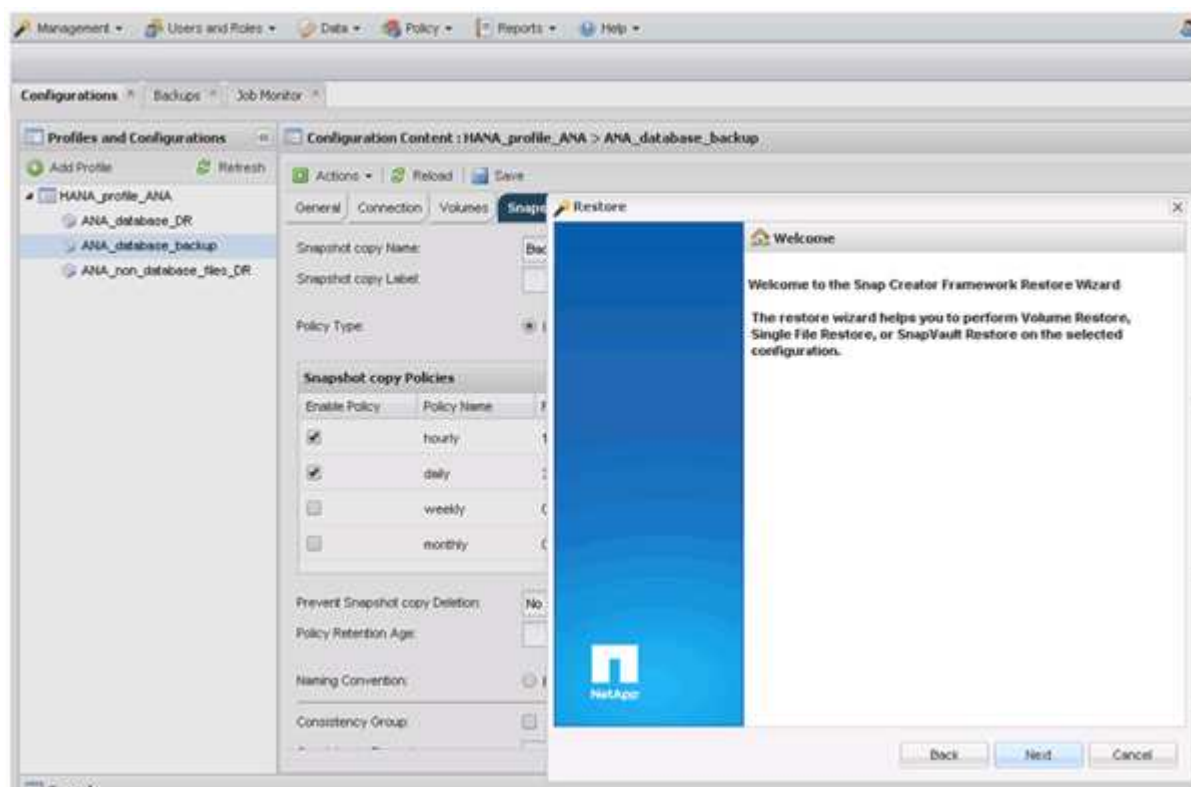 Management Users and Roles Data Policy Reports Help
Configurations Backups Job Monitor
Profiles and Configurations
Add Profile Refresh
HANA_profile_ANA
ANA_database_DR
ANA_database_backup
ANA_non_database_files_DR
Configuration Content : HANA_profile_ANA > ANA_database_backup
Actions Reload Save
General Connection Volumes Snaps
Snapshot copy Name: Bac
Snapshot copy Label:
Policy Type:
Snapshot copy Policies
Enable Policy Policy Name
hourly 1
daily
weekly
monthly
Prevent Snapshot copy Deletion: No
Policy Retention Age:
Naming Convention:
Consistency Group:
Restore
Welcome
Welcome to the Snap Creator Framework Restore Wizard
The restore wizard helps you to perform Volume Restore,
Single File Restore, or SnapVault Restore on the selected
configuration.
NetApp
Back Next Cancel